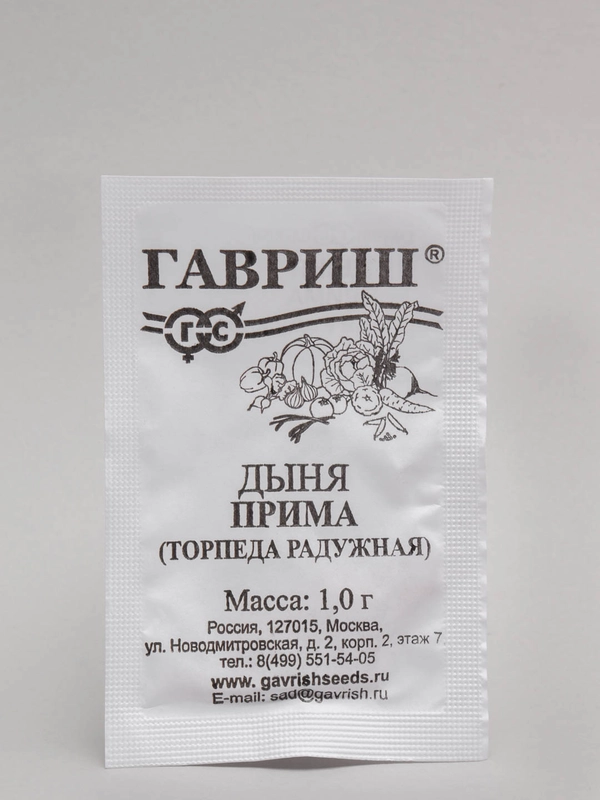 ГАВРИШ®
Г С
ДЫНЯ
ПРИМА
(ТОРПЕДА РАДУЖНАЯ)
Масса: 1,0 г
Россия, 127015, Москва,
ул. Новодмитровская, д. 2, корп. 2, этаж 7
тел.: 8(499) 551-54-05
www. gavrishseeds.ru
E-mail: sad@gavrish.ru